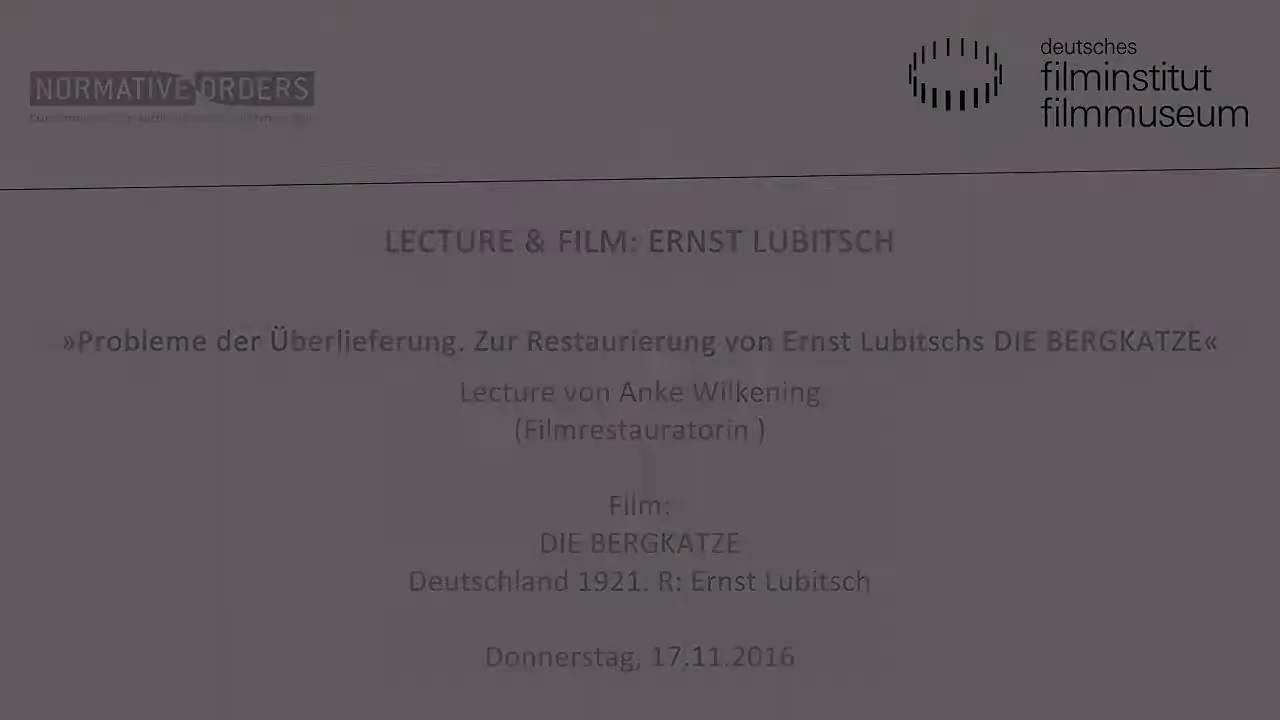 NORMATIVE ORDERS
deutsches
filminstitut
filmmuseum
LECTURE & FILM: ERNST LUBITSCH
»Probleme der Überlieferung. Zur Restaurierung von Ernst Lubitschs DIE BERGKATZE«
Lecture von Anke Wilkening
(Filmrestauratorin )
Film:
DIE BERGKATZE
Deutschland 1921. R: Ernst Lubitsch
Donnerstag, 17.11.2016